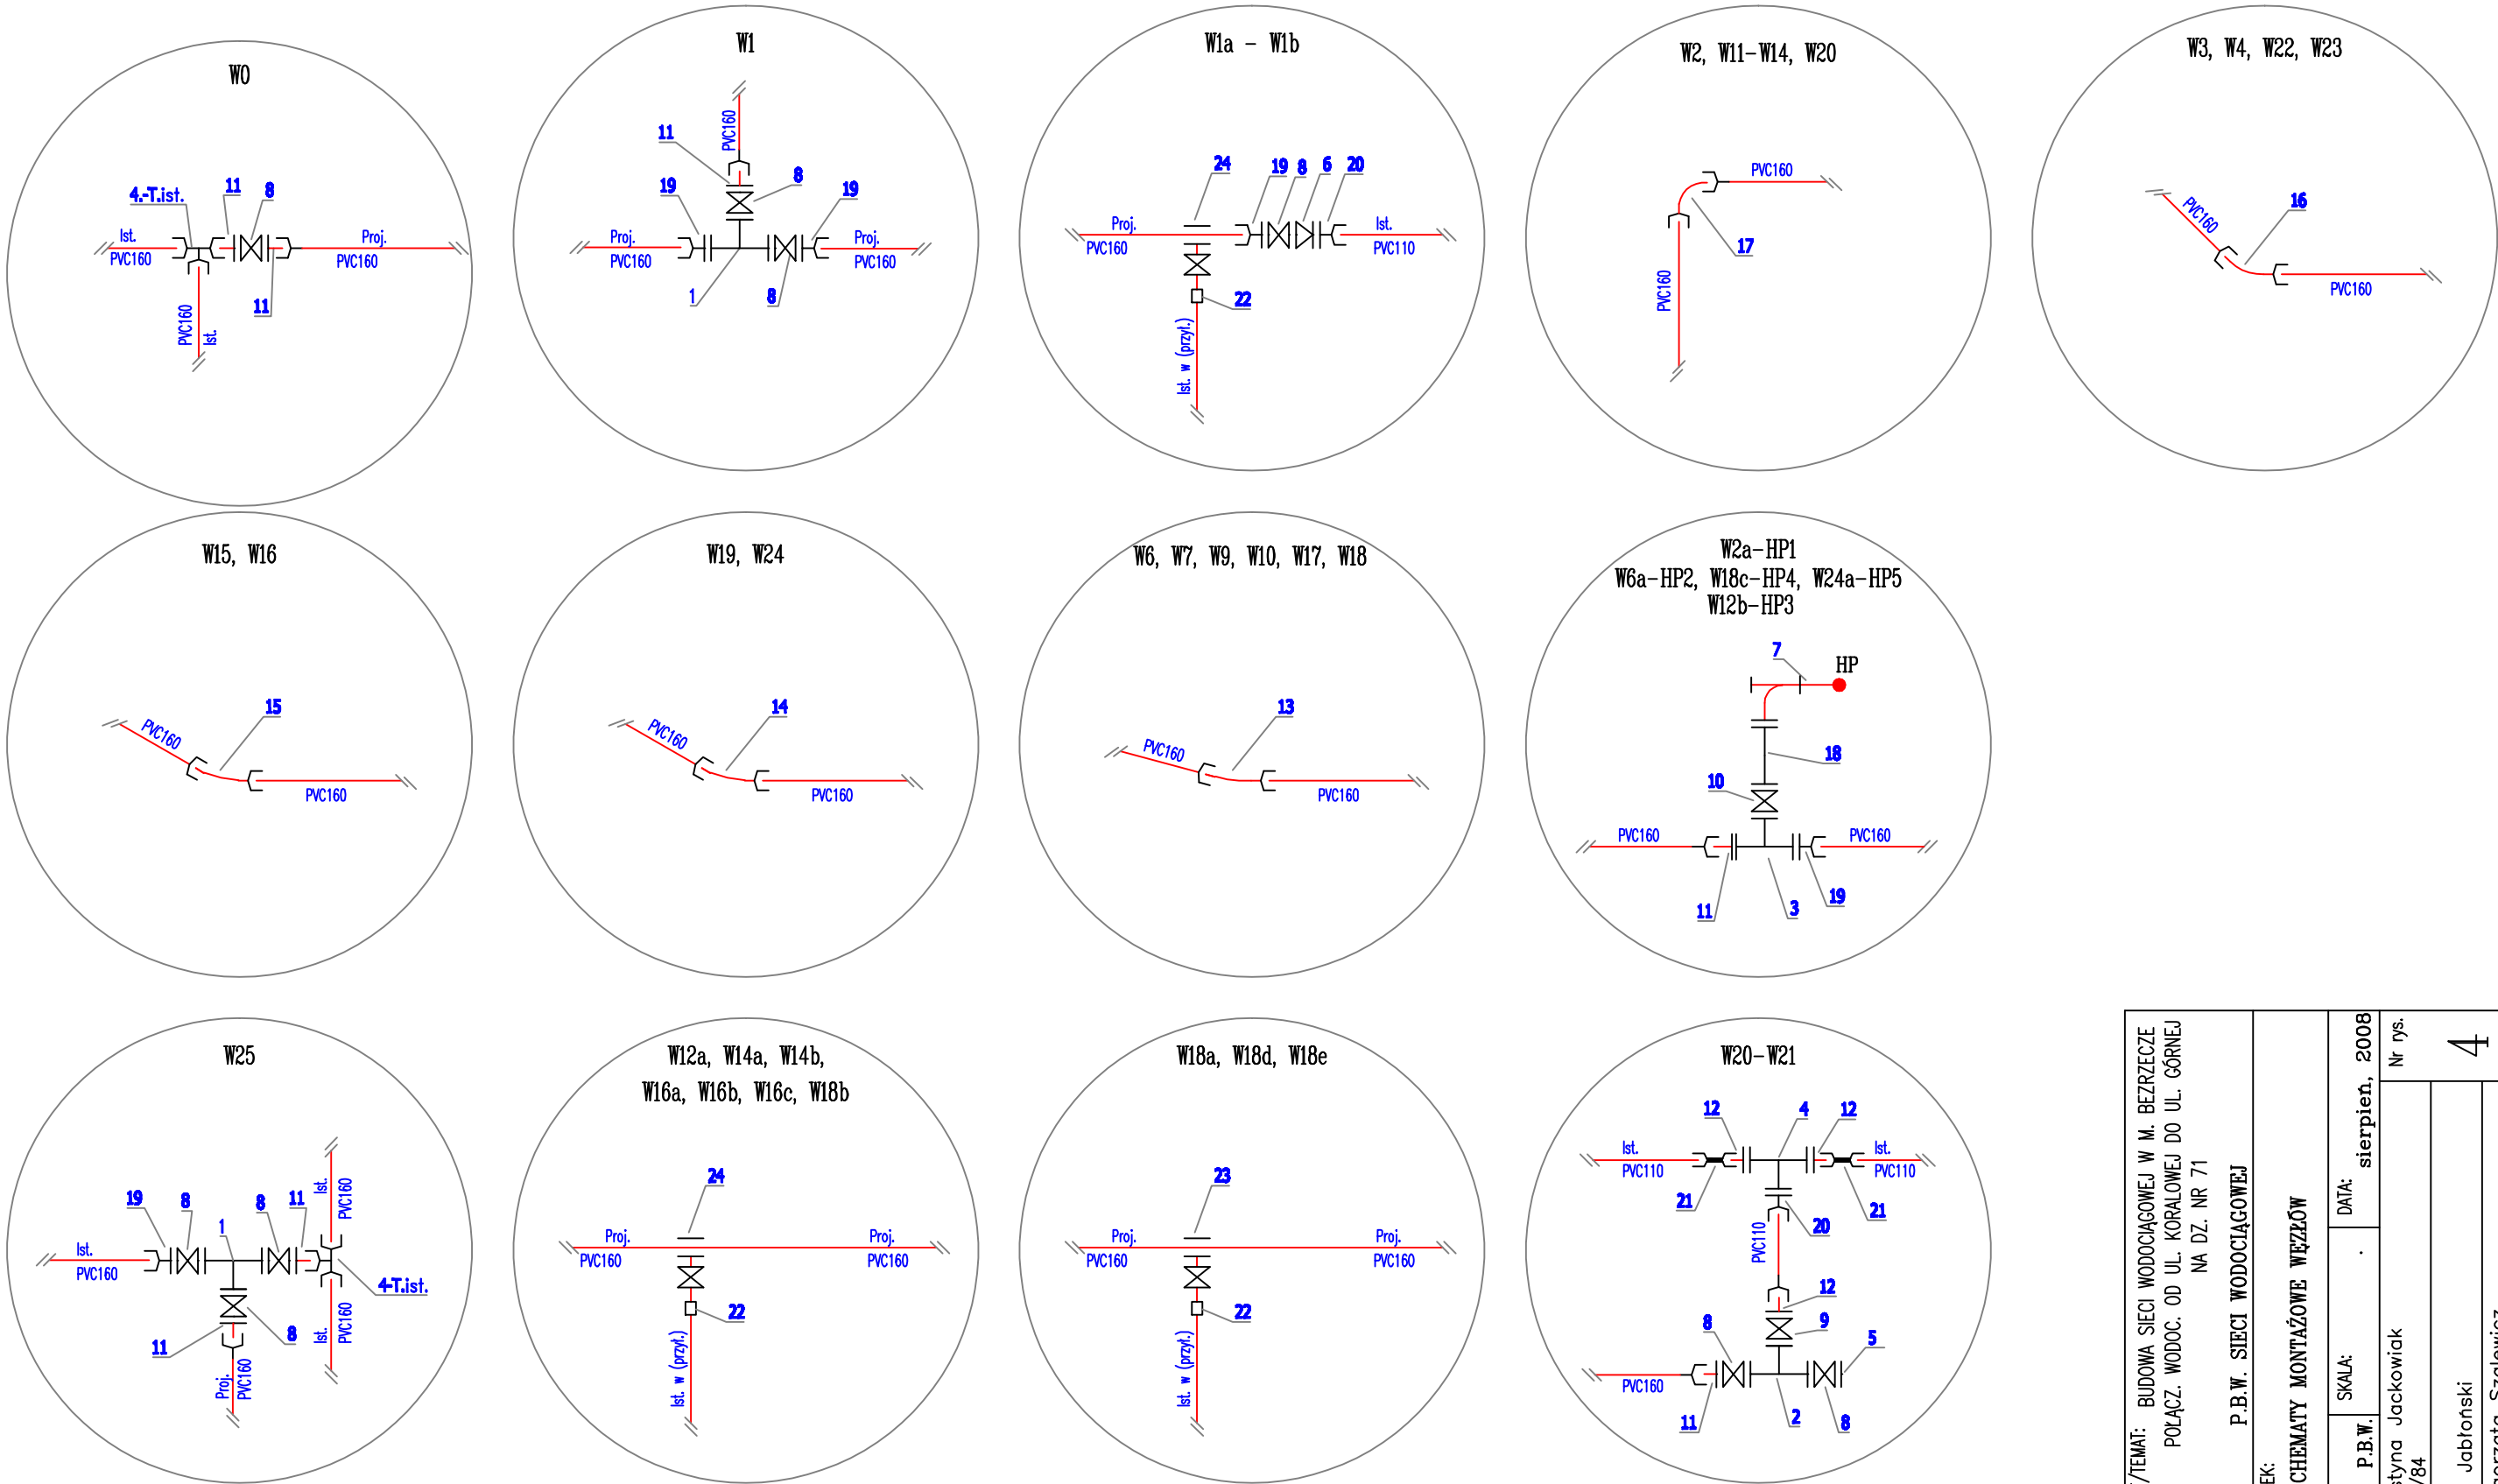 W0
4.-T.ist.
11
8
Ist.
PVC160
Proj.
PVC160
11
PVC160
Ist.
W1
PVC160
11
8
19
19
Proj.
PVC160
Proj.
PVC160
1
8
W1a - W1b
24
19
8
6
20
Proj.
PVC160
Ist.
PVC110
22
Ist. w (przył.)
W2, W11-W14, W20
PVC160
17
PVC160
W3, W4, W22, W23
PVC160
16
PVC160
W15, W16
15
PVC160
PVC160
W19, W24
14
PVC160
PVC160
W6, W7, W9, W10, W17, W18
13
PVC160
PVC160
W2a-HP1
W6a-HP2, W18c-HP4, W24a-HP5
W12b-HP3
7
HP
18
10
PVC160
PVC160
11
3
19
W25
19
8
1
8
11
Ist.
PVC160
Ist.
PVC160
4-T.ist.
11
8
Ist.
PVC160
Proj.
PVC160
W12a, W14a, W14b,
W16a, W16b, W16c, W18b
24
Proj.
PVC160
Proj.
PVC160
22
Ist. w (przył.)
W18a, W18d, W18e
23
Proj.
PVC160
Proj.
PVC160
22
Ist. w (przył.)
W20-W21
12
4
12
Ist.
PVC110
Ist.
PVC110
21
21
20
PVC110
12
8
9
5
PVC160
11
2
8
/TEMAT: BUDOWA SIECI WODOCIĄGOWEJ W M. BEZRZECZE
POŁĄCZ. WODOC. OD UL. KORALOWEJ DO UL. GÓRNEJ
NA DZ. NR 71
P.B.W. SIECI WODOCIĄGOWEJ
EK:
CHEMATY MONTAŻOWE WĘZŁÓW
P.B.W.
SKALA:
.
DATA:
sierpień, 2008
styna Jackowiak
/84
Nr rys.
4
Jabłoński